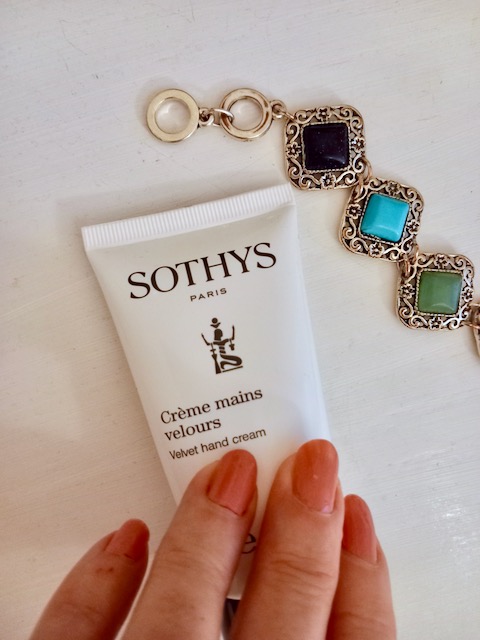 SOTHYS
PARIS
Crème mains
velours
Velvet hand cream
e